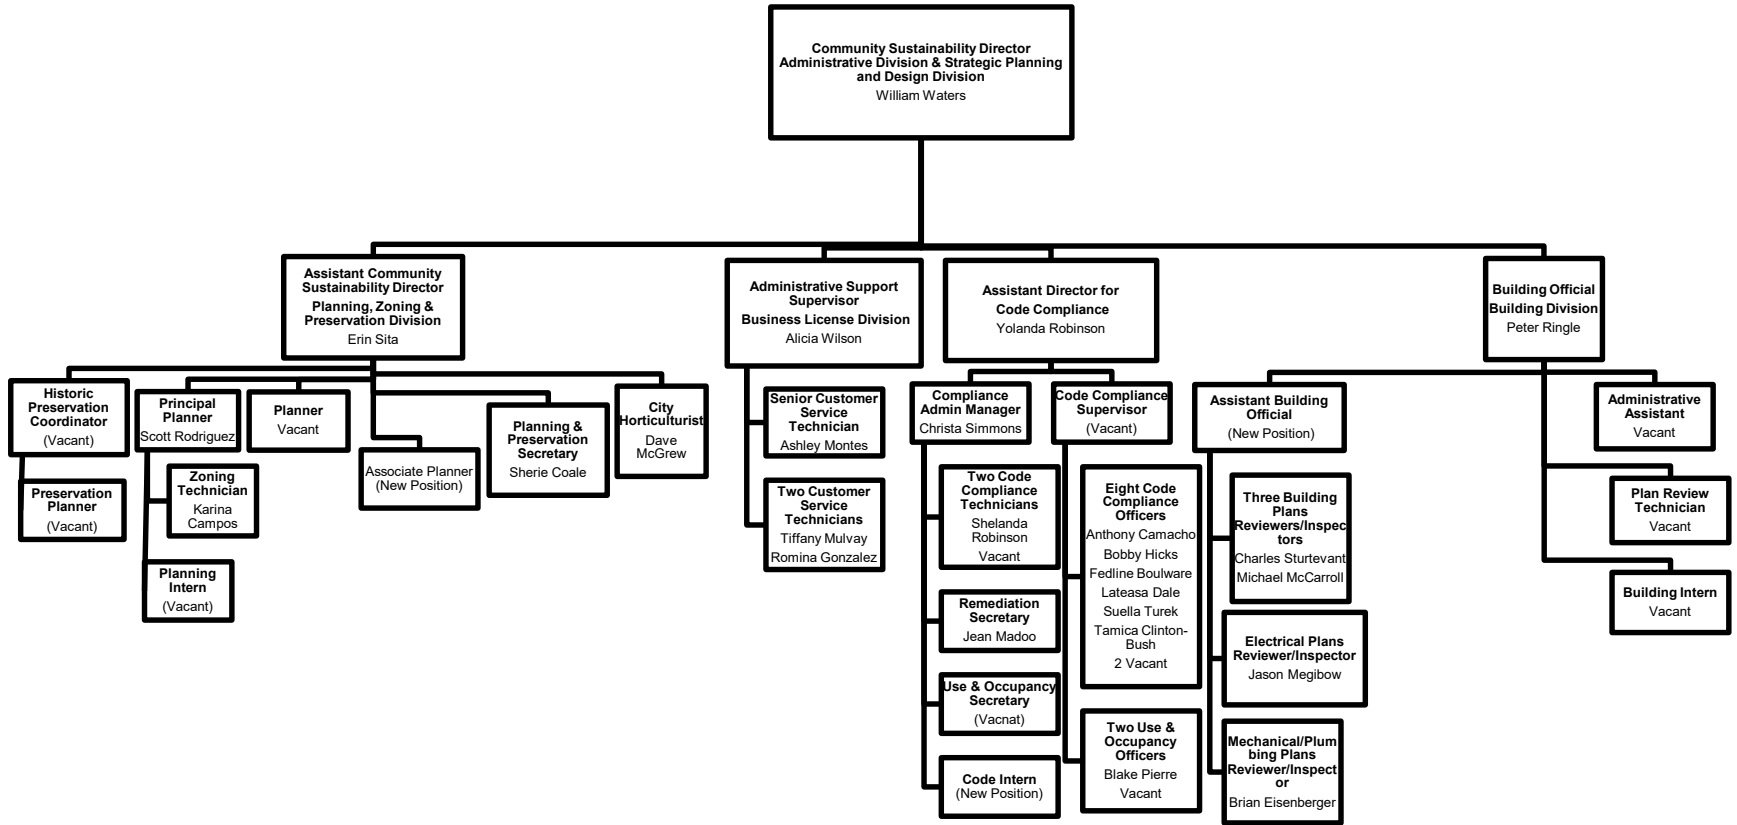 Community Sustainability Director
Administrative Division & Strategic Planning
and Design Division
William Waters
Assistant Community
Sustainability Director
Planning, Zoning &
Preservation Division
Erin Sita
Administrative Support
Supervisor
Business License Division
Alicia Wilson
Assistant Director for
Code Compliance
Yolanda Robinson
Building Official
Building Division
Peter Ringle
Historic
Preservation
Coordinator
(Vacant)
Preservation
Planner
(Vacant)
Principal
Planner
Scott Rodriguez
Zoning
Technician
Karina
Campos
Planning
Intern
(Vacant)
Planner
Vacant
Associate Planner
(New Position)
Planning &
Preservation
Secretary
Sherie Coale
City
Horticulturist
Dave
McGrew
Senior Customer
Service
Technician
Ashley Montes
Two Customer
Service
Technicians
Tiffany Mulvay
Romina Gonzalez
Compliance
Admin Manager
Christa Simmons
Two Code
Compliance
Technicians
Shelanda
Robinson
Vacant
Remediation
Secretary
Jean Madoo
Use & Occupancy
Secretary
(Vacnat)
Code Intern
(New Position)
Code Compliance
Supervisor
(Vacant)
Eight Code
Compliance
Officers
Anthony Camacho
Bobby Hicks
Fedline Boulware
Lateasa Dale
Suella Turek
Tamica Clinton-
Bush
2 Vacant
Two Use &
Occupancy
Officers
Blake Pierre
Vacant
Assistant Building
Official
(New Position)
Three Building
Plans
Reviewers/Inspec
tors
Charles Sturtevant
Michael McCarroll
Electrical Plans
Reviewer/Inspector
Jason Megibow
Mechanical/Plum
bing Plans
Reviewer/Inspect
or
Brian Eisenberger
Administrative
Assistant
Vacant
Plan Review
Technician
Vacant
Building Intern
Vacant